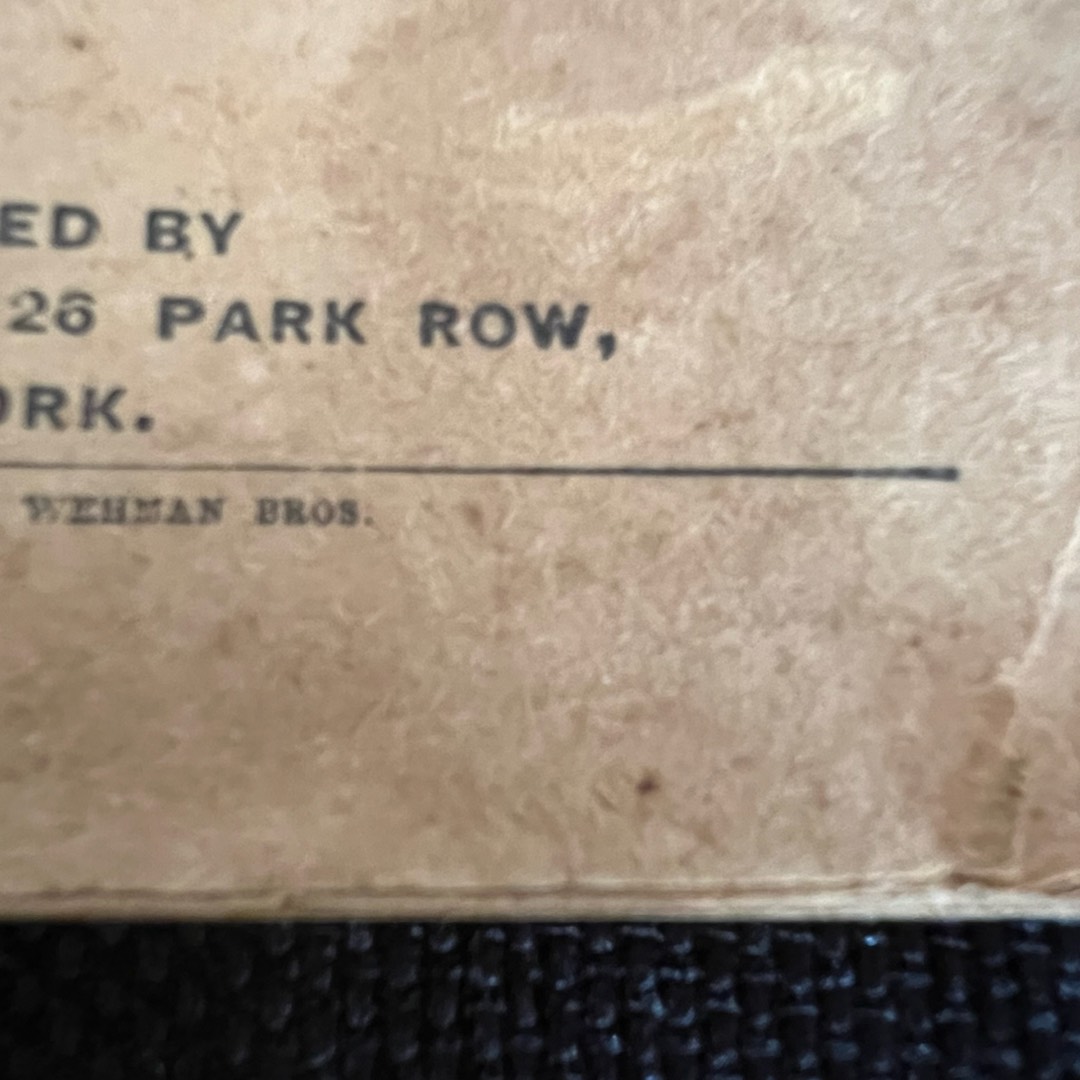 ED BY
26 PARK ROW,
ORK.
WEHMAN BROS.